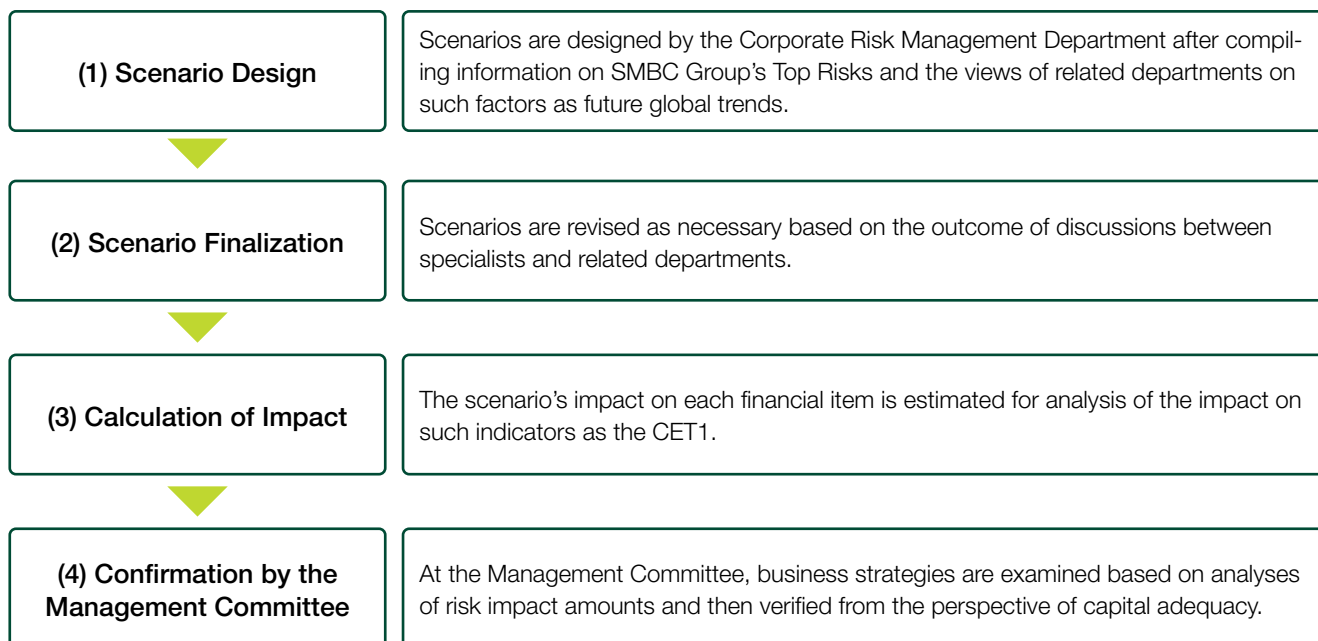 (1) Scenario Design
Scenarios are designed by the Corporate Risk Management Department after compil-
ing information on SMBC Group's Top Risks and the views of related departments on
such factors as future global trends.
(2) Scenario Finalization
Scenarios are revised as necessary based on the outcome of discussions between
specialists and related departments.
(3) Calculation of Impact
The scenario's impact on each financial item is estimated for analysis of the impact on
such indicators as the CET1.
(4) Confirmation by the
Management Committee
At the Management Committee, business strategies are examined based on analyses
of risk impact amounts and then verified from the perspective of capital adequacy.